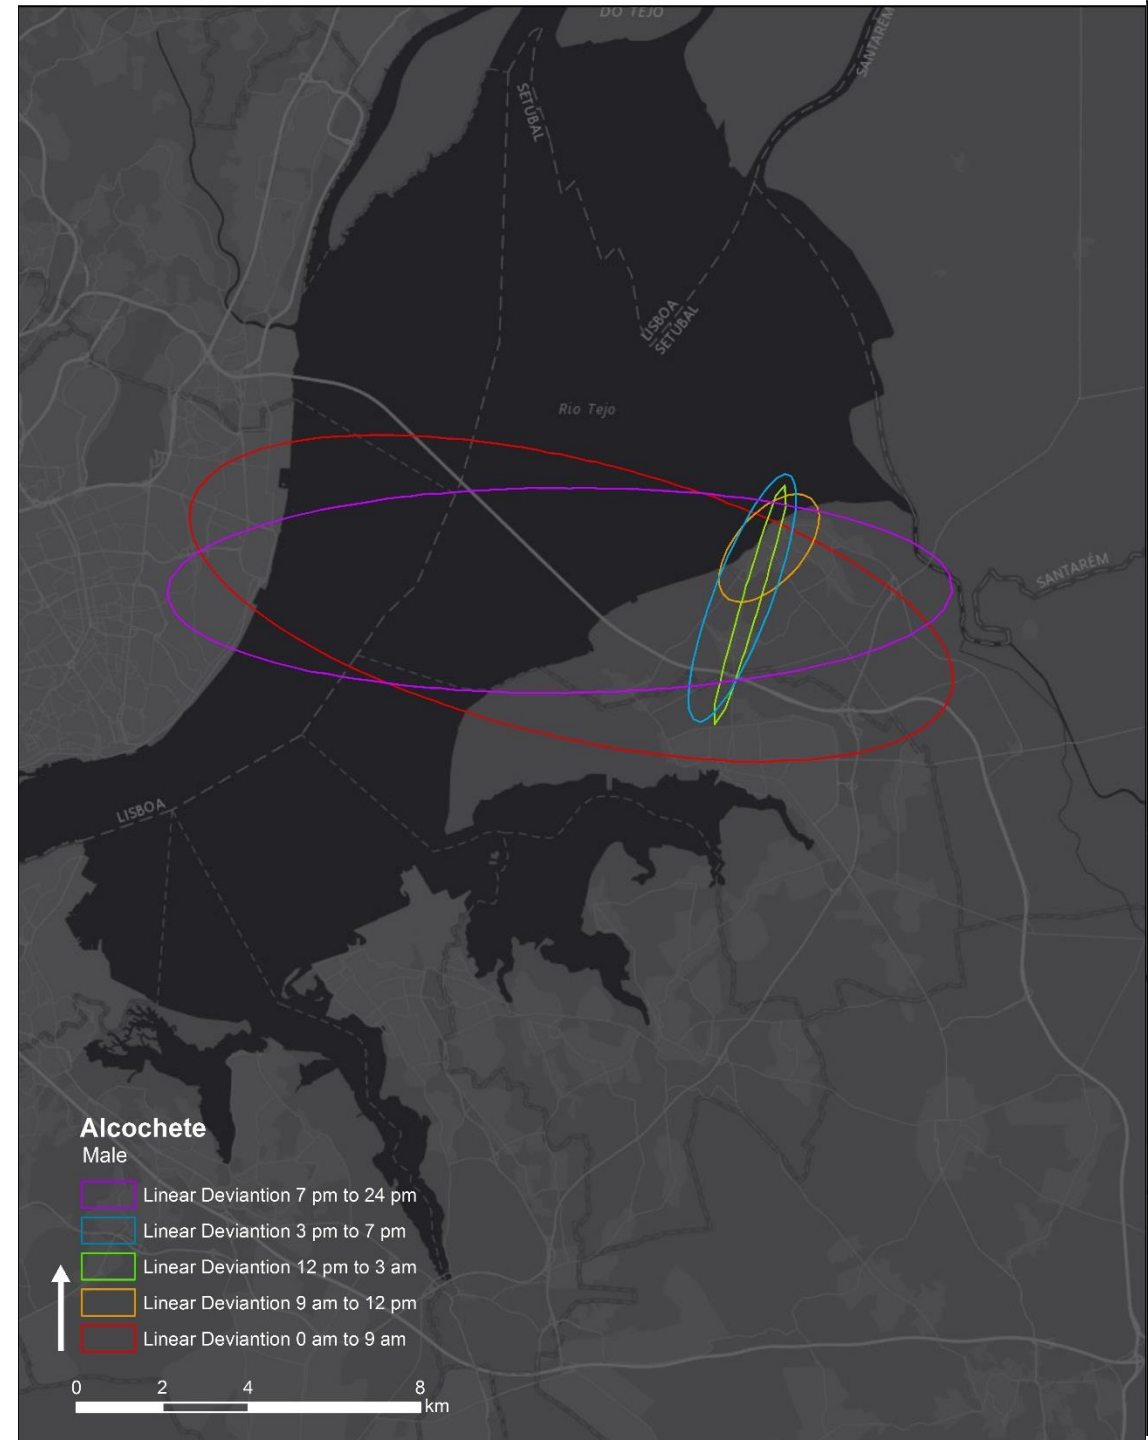 DO TEJO
SANTARÉM
SETÚBAL
LISBOA
SETÚBAL
Rio Tejo
SANTARÉM
LISBOA
Alcochete
Male
Linear Deviantion 7 pm to 24 pm
Linear Deviantion 3 pm to 7 pm
Linear Deviantion 12 pm to 3 am
Linear Deviantion 9 am to 12 pm
Linear Deviantion 0 am to 9 am
0 2 4 8
km